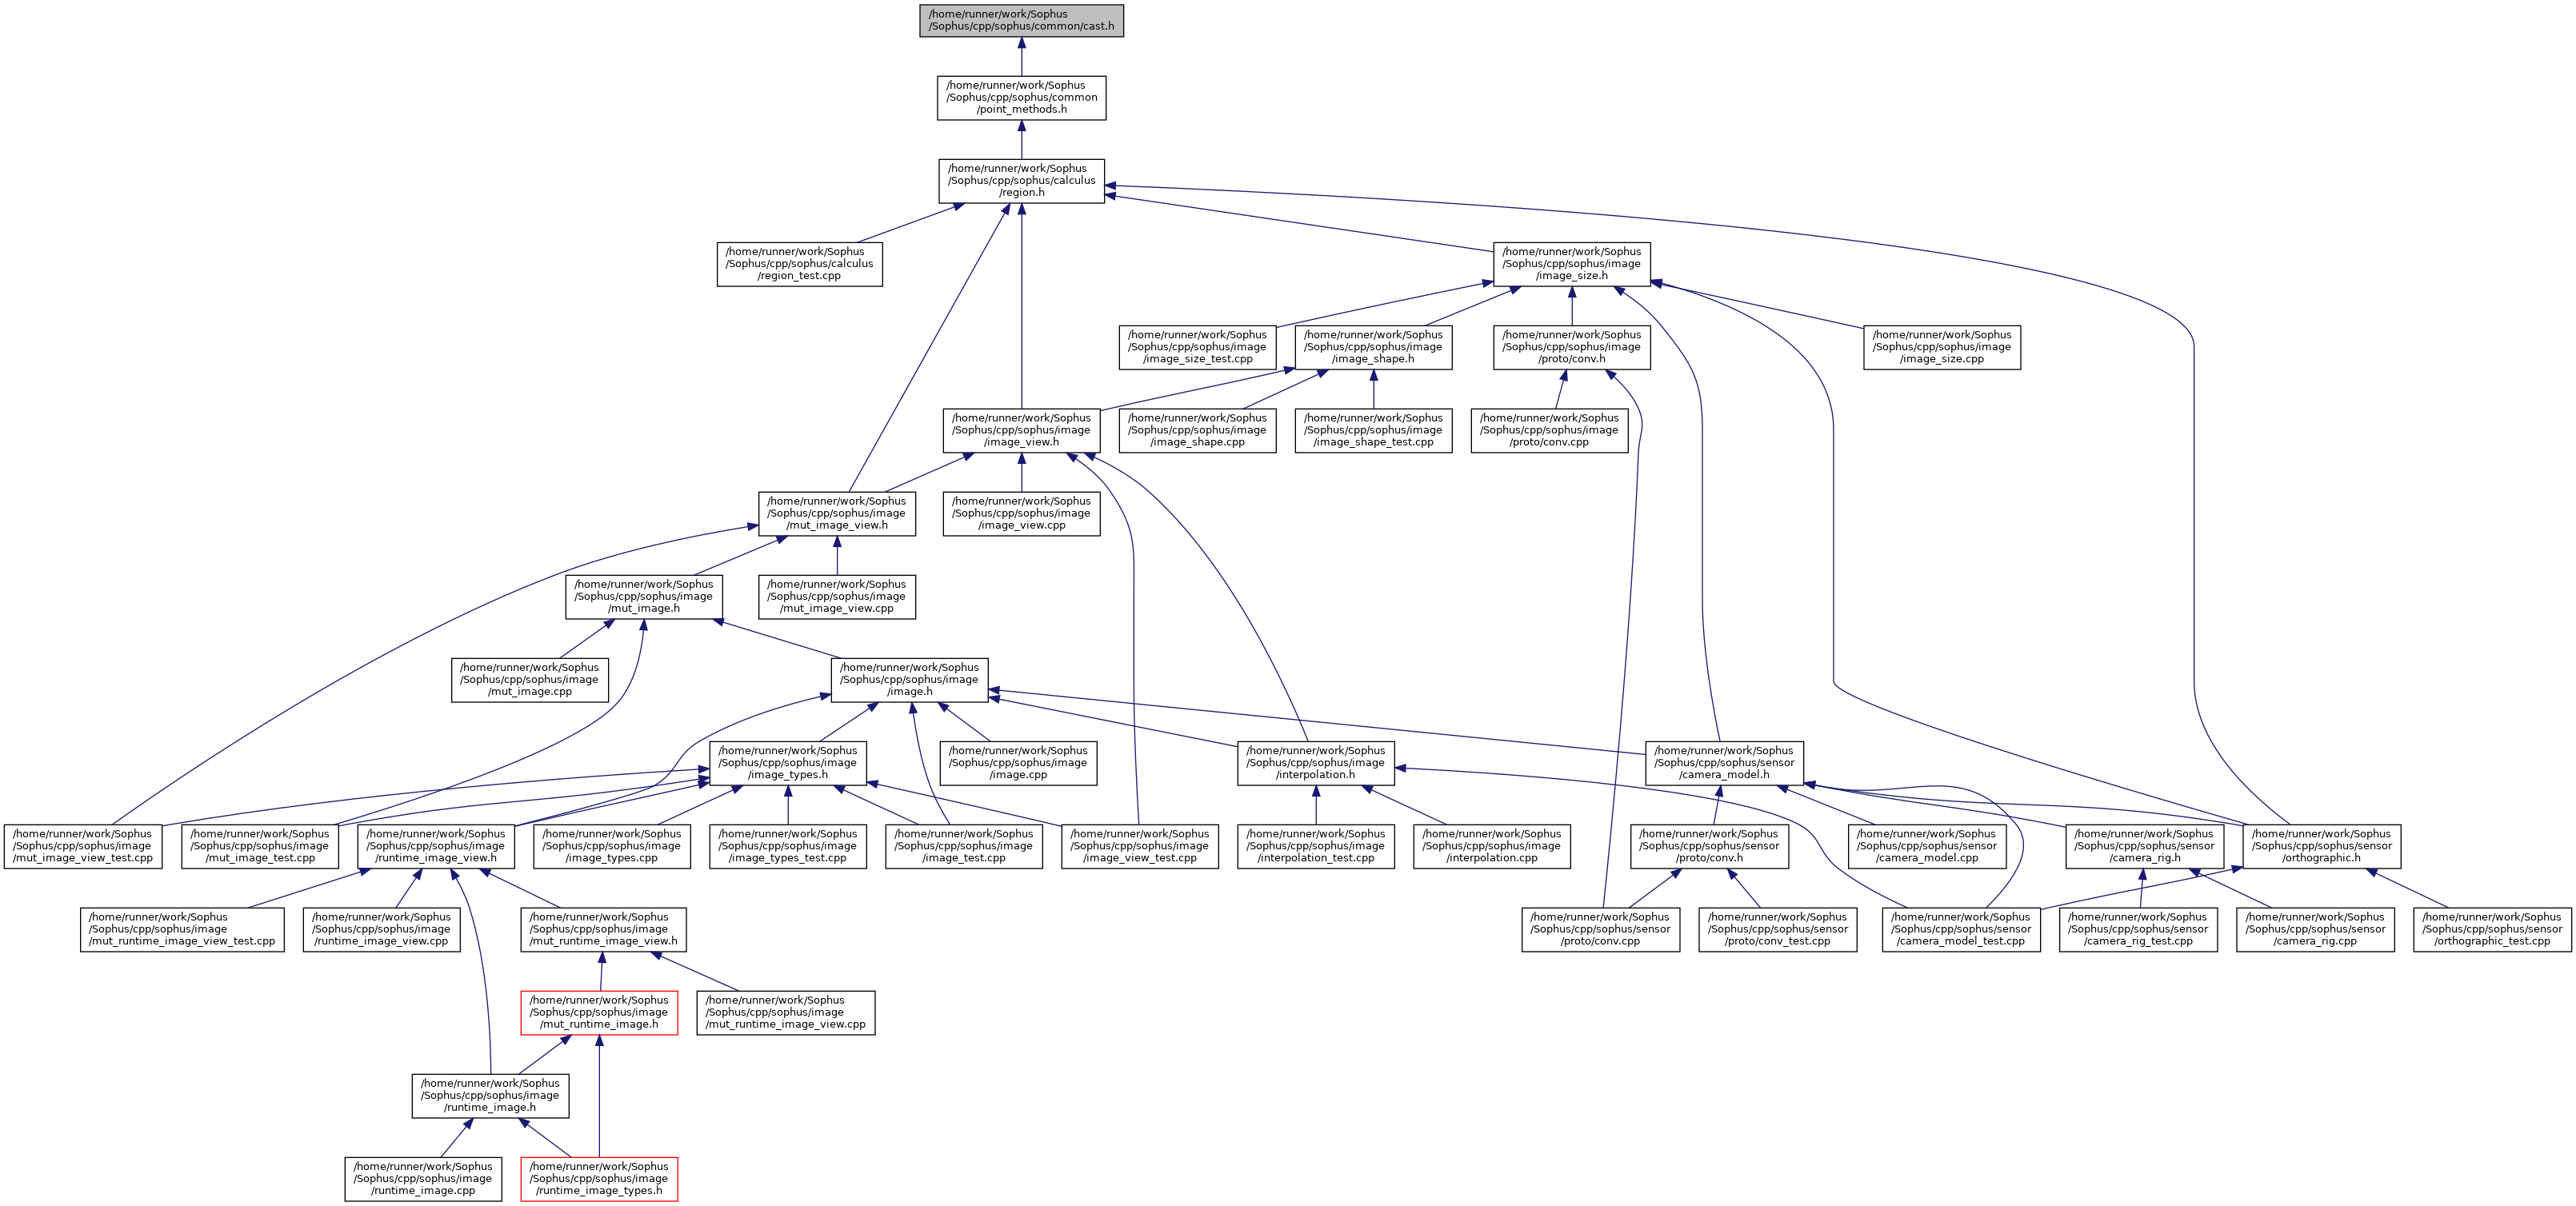 /home/runner/work/Sophus
/Sophus/cpp/sophus/common/cast.h
/home/runner/work/Sophus
/Sophus/cpp/sophus/common
/point_methods.h
/home/runner/work/Sophus
/Sophus/cpp/sophus/calculus
/region.h
/home/runner/work/Sophus
/Sophus/cpp/sophus/calculus
/region_test.cpp
/home/runner/work/Sophus
/Sophus/cpp/sophus/image
/image_size.h
/home/runner/work/Sophus
/Sophus/cpp/sophus/image
/image_size_test.cpp
/home/runner/work/Sophus
/Sophus/cpp/sophus/image
/image_shape.h
/home/runner/work/Sophus
/Sophus/cpp/sophus/image
/proto/conv.h
/home/runner/work/Sophus
/Sophus/cpp/sophus/image
/image_size.cpp
/home/runner/work/Sophus
/Sophus/cpp/sophus/image
/image_view.h
/home/runner/work/Sophus
/Sophus/cpp/sophus/image
/image_shape.cpp
/home/runner/work/Sophus
/Sophus/cpp/sophus/image
/image_shape_test.cpp
/home/runner/work/Sophus
/Sophus/cpp/sophus/image
/proto/conv.cpp
/home/runner/work/Sophus
/Sophus/cpp/sophus/image
/mut_image_view.h
/home/runner/work/Sophus
/Sophus/cpp/sophus/image
/image_view.cpp
/home/runner/work/Sophus
/Sophus/cpp/sophus/image
/mut_image.h
/home/runner/work/Sophus
/Sophus/cpp/sophus/image
/mut_image_view.cpp
/home/runner/work/Sophus
/Sophus/cpp/sophus/image
/mut_image.cpp
/home/runner/work/Sophus
/Sophus/cpp/sophus/image
/image.h
/home/runner/work/Sophus
/Sophus/cpp/sophus/image
/image_types.h
/home/runner/work/Sophus
/Sophus/cpp/sophus/image
/image.cpp
/home/runner/work/Sophus
/Sophus/cpp/sophus/image
/interpolation.h
/home/runner/work/Sophus
/Sophus/cpp/sophus/sensor
/camera_model.h
/home/runner/work/Sophus
/Sophus/cpp/sophus/image
/mut_image_view_test.cpp
/home/runner/work/Sophus
/Sophus/cpp/sophus/image
/mut_image_test.cpp
/home/runner/work/Sophus
/Sophus/cpp/sophus/image
/runtime_image_view.h
/home/runner/work/Sophus
/Sophus/cpp/sophus/image
/image_types.cpp
/home/runner/work/Sophus
/Sophus/cpp/sophus/image
/image_types_test.cpp
/home/runner/work/Sophus
/Sophus/cpp/sophus/image
/image_test.cpp
/home/runner/work/Sophus
/Sophus/cpp/sophus/image
/image_view_test.cpp
/home/runner/work/Sophus
/Sophus/cpp/sophus/image
/interpolation_test.cpp
/home/runner/work/Sophus
/Sophus/cpp/sophus/image
/interpolation.cpp
/home/runner/work/Sophus
/Sophus/cpp/sophus/sensor
/proto/conv.h
/home/runner/work/Sophus
/Sophus/cpp/sophus/sensor
/camera_model.cpp
/home/runner/work/Sophus
/Sophus/cpp/sophus/sensor
/camera_rig.h
/home/runner/work/Sophus
/Sophus/cpp/sophus/sensor
/orthographic.h
/home/runner/work/Sophus
/Sophus/cpp/sophus/image
/mut_runtime_image_view_test.cpp
/home/runner/work/Sophus
/Sophus/cpp/sophus/image
/runtime_image_view.cpp
/home/runner/work/Sophus
/Sophus/cpp/sophus/image
/mut_runtime_image_view.h
/home/runner/work/Sophus
/Sophus/cpp/sophus/sensor
/proto/conv.cpp
/home/runner/work/Sophus
/Sophus/cpp/sophus/sensor
/proto/conv_test.cpp
/home/runner/work/Sophus
/Sophus/cpp/sophus/sensor
/camera_model_test.cpp
/home/runner/work/Sophus
/Sophus/cpp/sophus/sensor
/camera_rig_test.cpp
/home/runner/work/Sophus
/Sophus/cpp/sophus/sensor
/camera_rig.cpp
/home/runner/work/Sophus
/Sophus/cpp/sophus/sensor
/orthographic_test.cpp
/home/runner/work/Sophus
/Sophus/cpp/sophus/image
/mut_runtime_image.h
/home/runner/work/Sophus
/Sophus/cpp/sophus/image
/mut_runtime_image_view.cpp
/home/runner/work/Sophus
/Sophus/cpp/sophus/image
/runtime_image.h
/home/runner/work/Sophus
/Sophus/cpp/sophus/image
/runtime_image.cpp
/home/runner/work/Sophus
/Sophus/cpp/sophus/image
/runtime_image_types.h